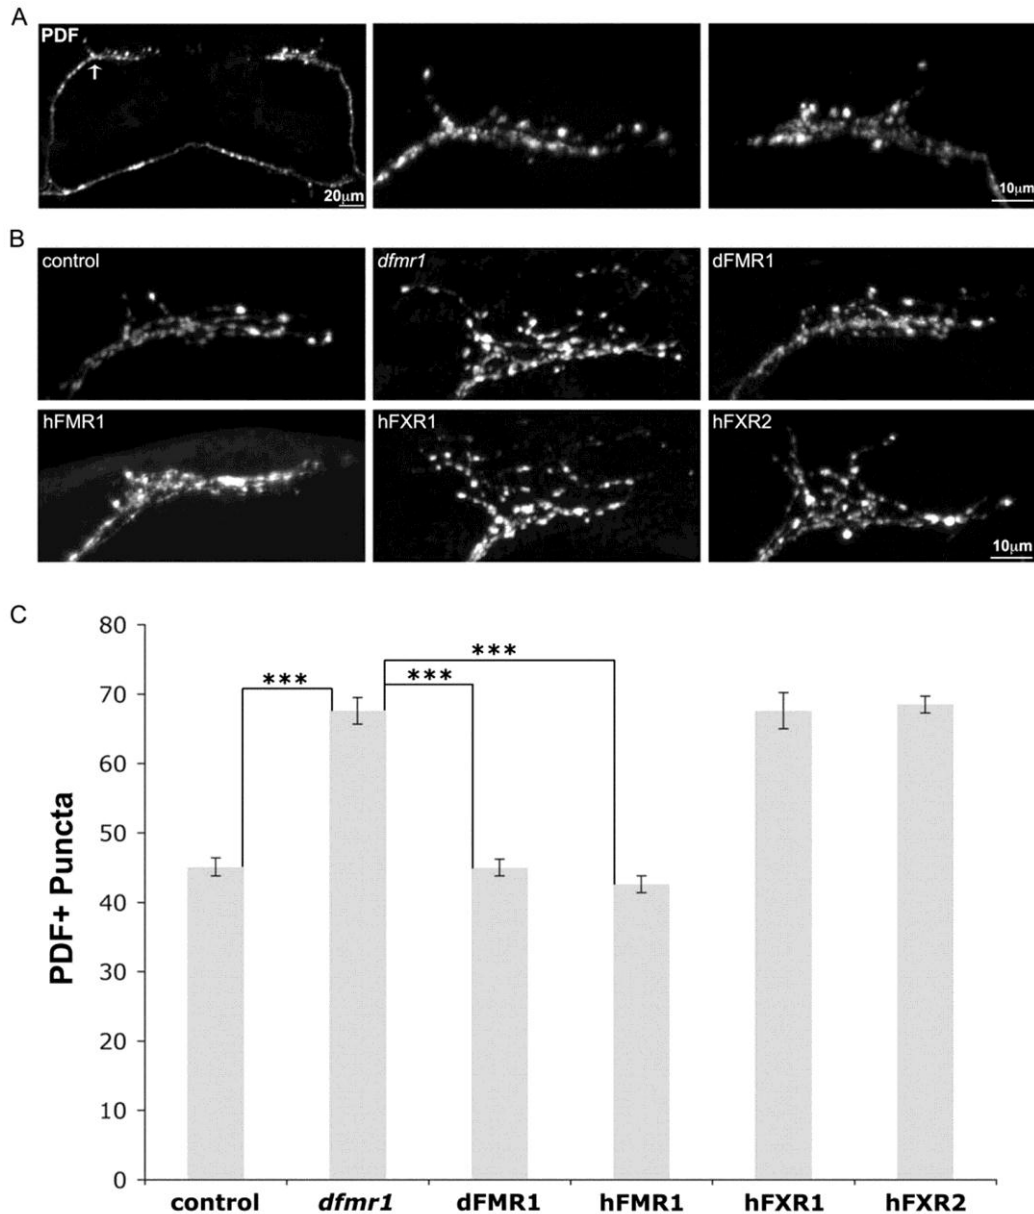 A
PDF
20μm
10μm
B
control
dfmr1
dFMR1
hFMR1
hFXR1
hFXR2
10μm
C
80
70
60
50
40
30
20
10
0
PDF+ Puncta
***
***
***
control dfmr1 dFMR1 hFMR1 hFXR1 hFXR2